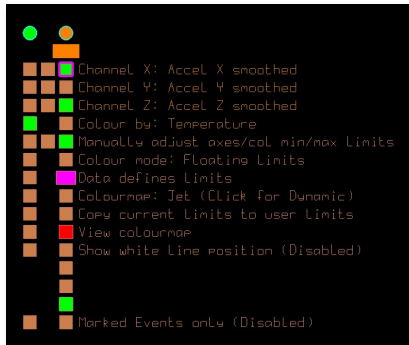 Channel X: Accel X smoothed
Channel Y: Accel Y smoothed
Channel Z: Accel Z smoothed
Colour by: Temperature
Manually adjust axes/col min/max limits
Colour mode: Floating limits
Data defines limits
Colourmap: Jet (Click for Dynamic)
Copy current limits to user limits
View colourmap
Show white line position (Disabled)
Marked Events only (Disabled)